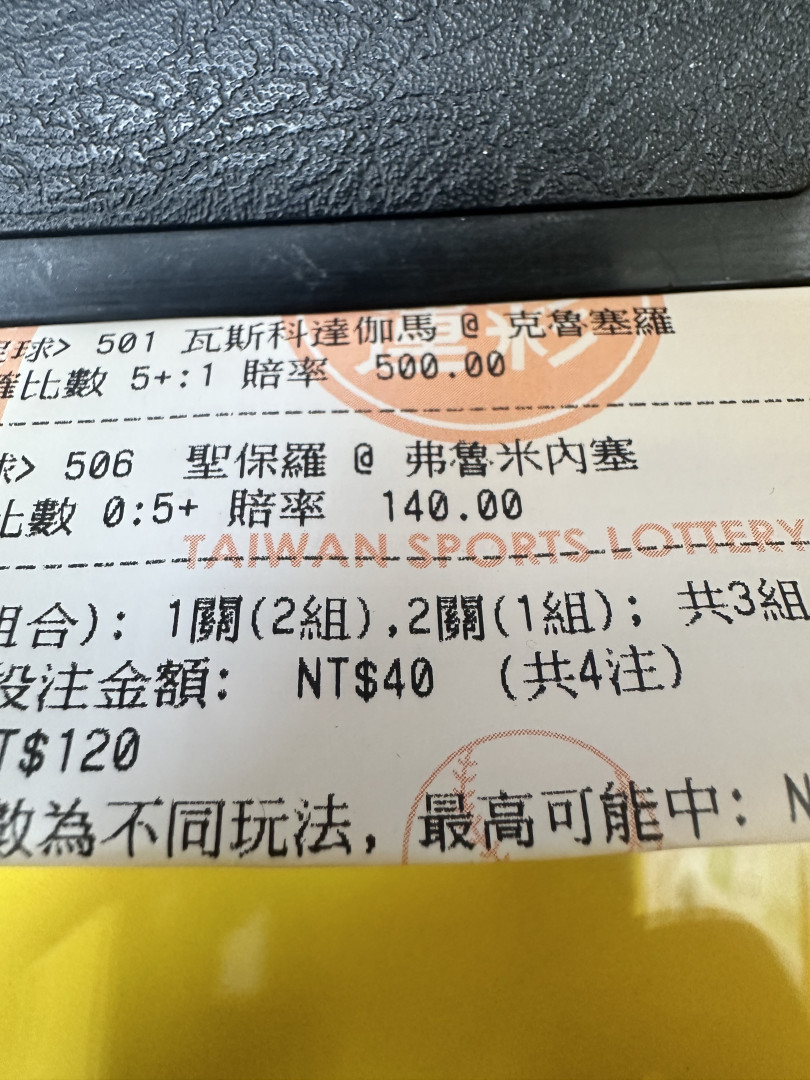 球> 501 瓦斯科達伽馬 @ 克魯塞羅
確比數 5+:1 賠率 500.00
球> 506 聖保羅 @ 弗魯米內塞
比數 0:5+ 賠率 140.00
TAIWAN SPORTS LOTTERY
組合): 1關(2組),2關(1組); 共3組
投注金額: NT$40 (共4注)
T$120
數為不同玩法, 最高可能中: N